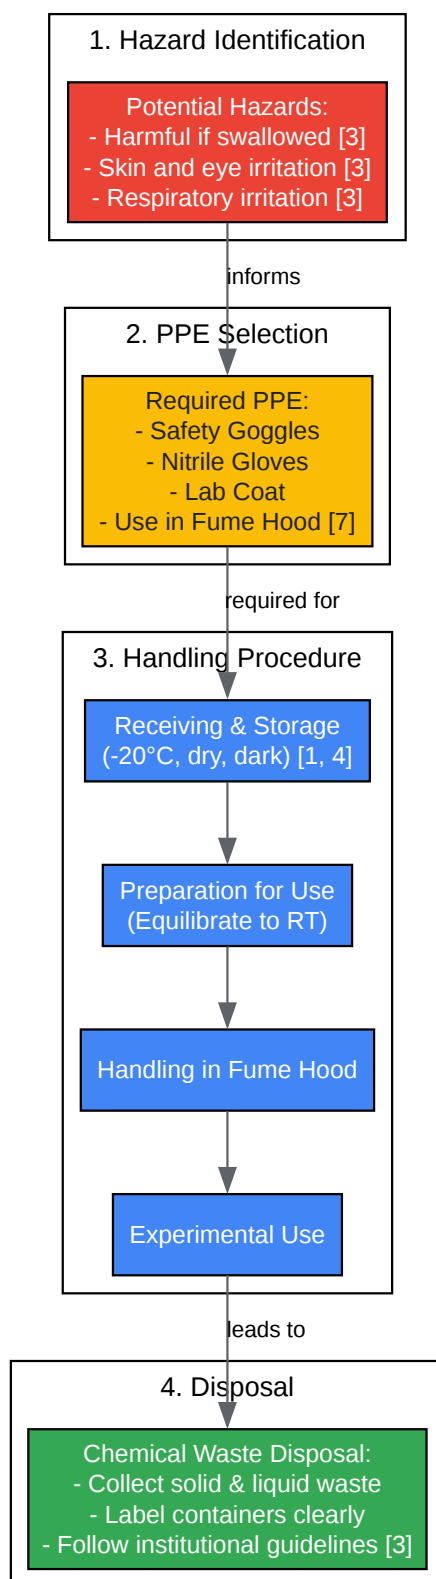 1. Hazard Identification
Potential Hazards:
- Harmful if swallowed [3]
- Skin and eye irritation [3]
- Respiratory irritation [3]
informs
2. PPE Selection
Required PPE:
- Safety Goggles
- Nitrile Gloves
- Lab Coat
- Use in Fume Hood [7]
required for
3. Handling Procedure
Receiving & Storage
(-20°C, dry, dark) [1, 4]
Preparation for Use
(Equilibrate to RT)
Handling in Fume Hood
Experimental Use
leads to
4. Disposal
Chemical Waste Disposal:
- Collect solid & liquid waste
- Label containers clearly
- Follow institutional guidelines [3]